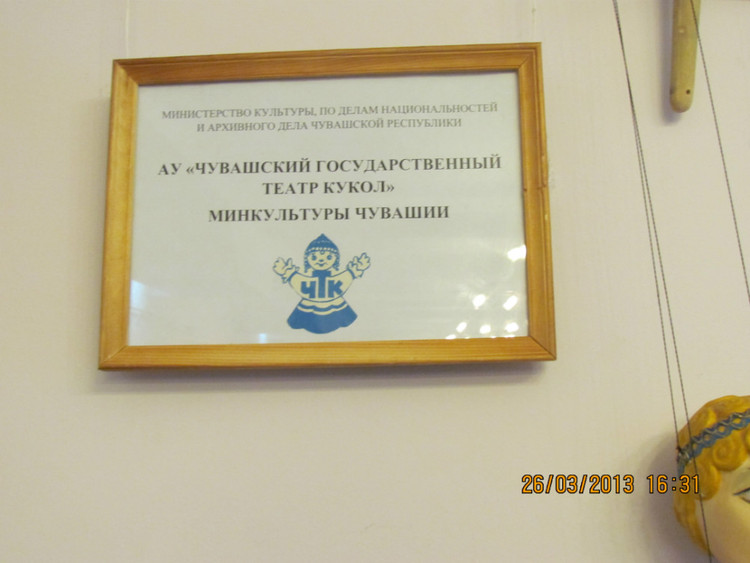 МИНИСТЕРСТВО КУЛЬТУРЫ, ПО ДЕЛАМ НАЦИОНАЛЬНОСТЕЙ
И АРХИВНОГО ДЕЛА ЧУВАШСКОЙ РЕСПУБЛИКИ
АУ «ЧУВАШСКИЙ ГОСУДАРСТВЕННЫЙ
ТЕАТР КУКОЛ»
МИНКУЛЬТУРЫ ЧУВАШИИ
ЧТК
26/03/2013 16:31